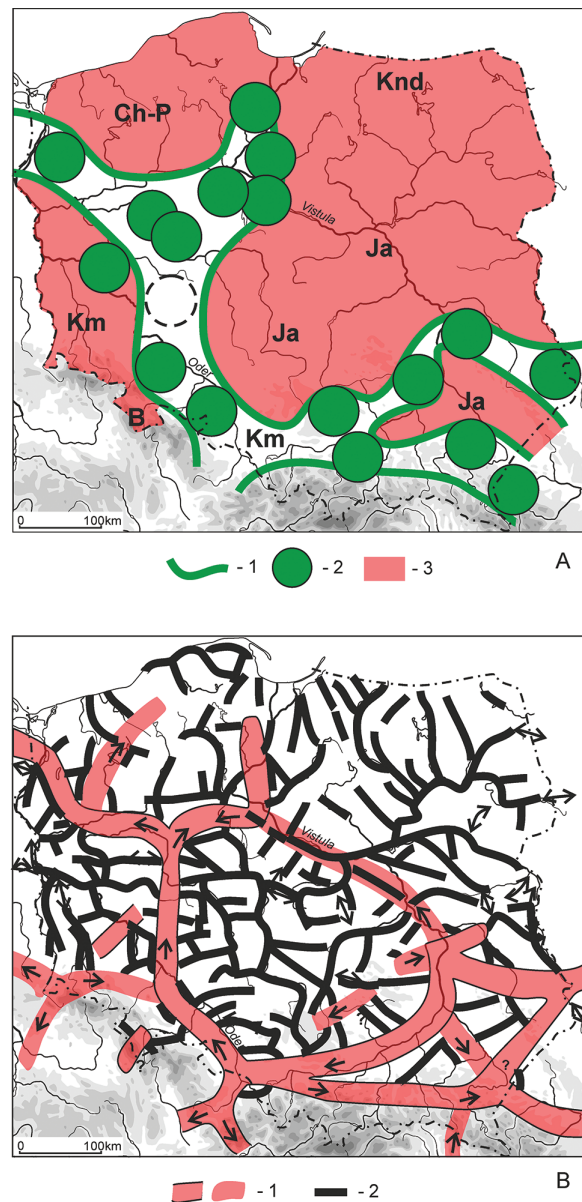 Knd
Ch-P
Vistula
Ja
Km
Ja
Oder
Ja
B
Km
0 100km
- 1 - 2 - 3
A
Vistula
Oder
?
0 100km
- 1 - 2
B